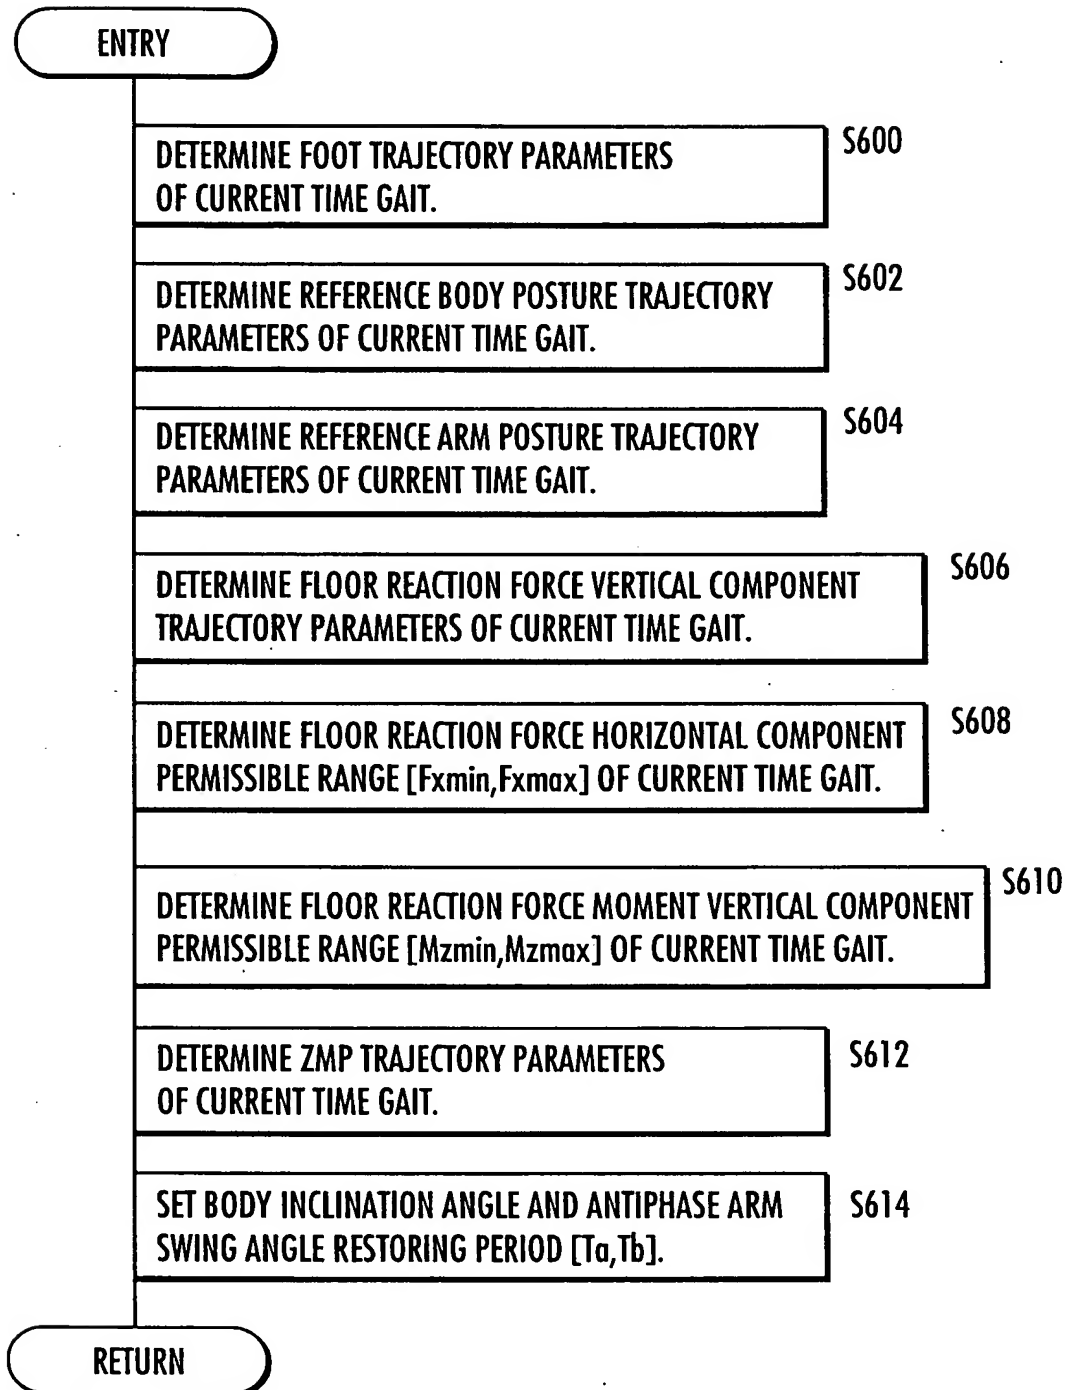 ENTRY
S600
DETERMINE FOOT TRAJECTORY PARAMETERS
OF CURRENT TIME GAIT.
S602
DETERMINE REFERENCE BODY POSTURE TRAJECTORY
PARAMETERS OF CURRENT TIME GAIT.
S604
DETERMINE REFERENCE ARM POSTURE TRAJECTORY
PARAMETERS OF CURRENT TIME GAIT.
S606
DETERMINE FLOOR REACTION FORCE VERTICAL COMPONENT
TRAJECTORY PARAMETERS OF CURRENT TIME GAIT.
S608
DETERMINE FLOOR REACTION FORCE HORIZONTAL COMPONENT
PERMISSIBLE RANGE [Fxmin,Fxmax] OF CURRENT TIME GAIT.
S610
DETERMINE FLOOR REACTION FORCE MOMENT VERTICAL COMPONENT
PERMISSIBLE RANGE [Mzmin,Mzmax] OF CURRENT TIME GAIT.
S612
DETERMINE ZMP TRAJECTORY PARAMETERS
OF CURRENT TIME GAIT.
S614
SET BODY INCLINATION ANGLE AND ANTIPHASE ARM
SWING ANGLE RESTORING PERIOD [Ta,Tb].
RETURN